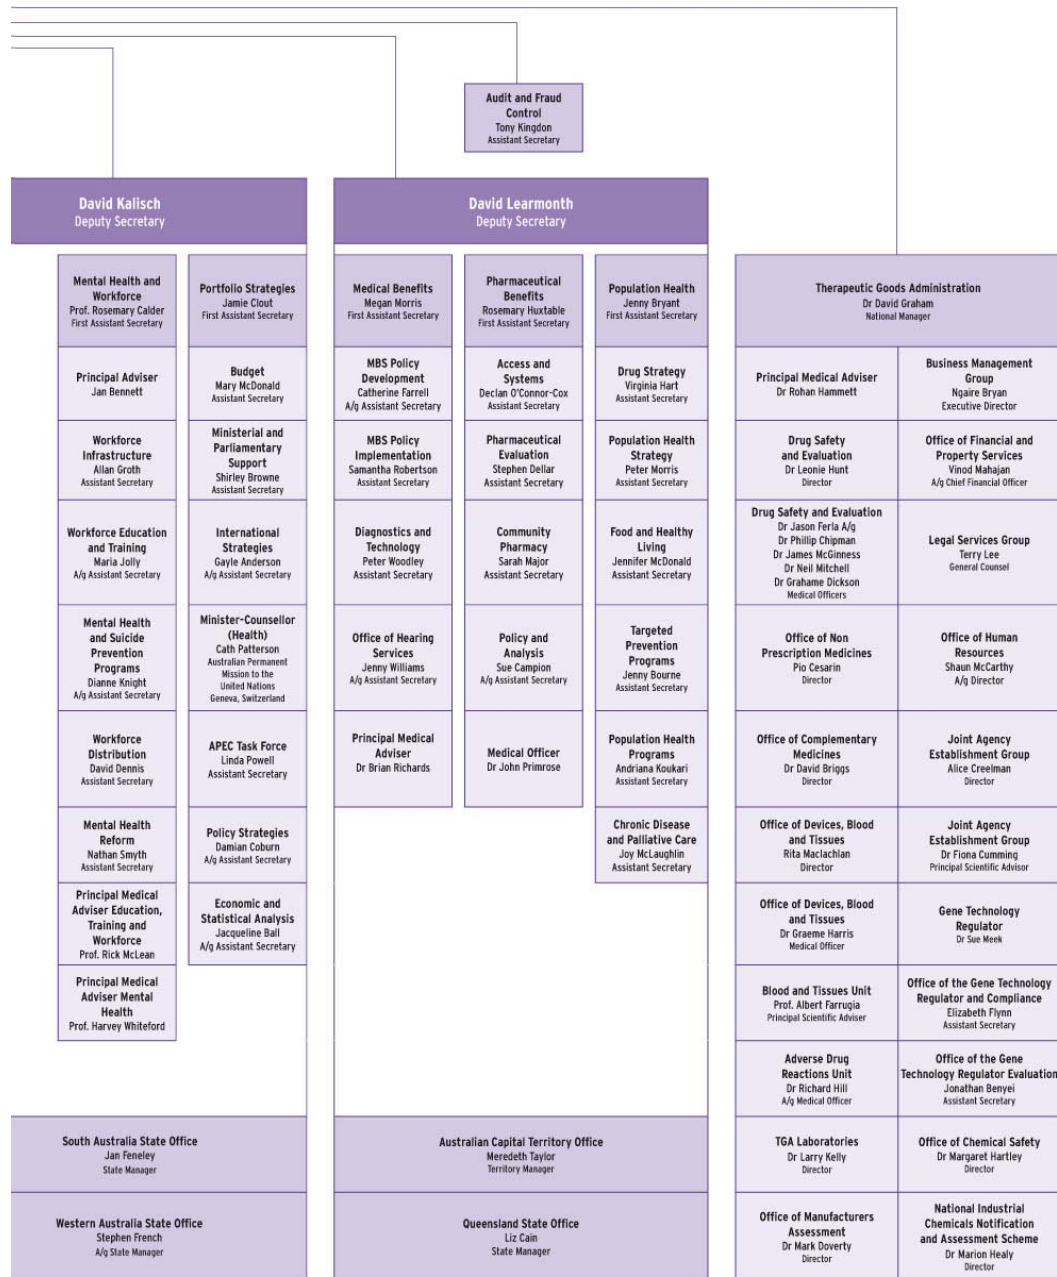 Audit and Fraud
Control
Tony Kingdon
Assistant Secretary
David Kalisch
Deputy Secretary
David Learmonth
Deputy Secretary
Mental Health and
Workforce
Prof. Rosemary Calder
First Assistant Secretary
Principal Adviser
Jan Bennett
Workforce
Infrastructure
Allan Groth
Assistant Secretary
Workforce Education
and Training
Maria Jolly
A/g Assistant Secretary
Mental Health
and Suicide
Prevention
Programs
Dianne Knight
A/g Assistant Secretary
Workforce
Distribution
David Dennis
Assistant Secretary
Mental Health
Reform
Nathan Smyth
Assistant Secretary
Principal Medical
Adviser Education,
Training and
Workforce
Prof. Rick McLean
Principal Medical
Adviser Mental
Health
Prof. Harvey Whiteford
Portfolio Strategies
Jamie Clout
First Assistant Secretary
Budget
Mary McDonald
Assistant Secretary
Ministerial and
Parliamentary
Support
Shirley Browne
Assistant Secretary
International
Strategies
Gayle Anderson
A/g Assistant Secretary
Minister-Counsellor
(Health)
Cath Patterson
Australian Permanent
Mission to the
United Nations
Geneva, Switzerland
APEC Task Force
Linda Powell
Assistant Secretary
Policy Strategies
Damian Coburn
A/g Assistant Secretary
Economic and
Statistical Analysis
Jacqueline Ball
A/g Assistant Secretary
Medical Benefits
Megan Morris
First Assistant Secretary
MBS Policy
Development
Catherine Farrell
A/g Assistant Secretary
MBS Policy
Implementation
Samantha Robertson
Assistant Secretary
Diagnostics and
Technology
Peter Woodley
Assistant Secretary
Office of Hearing
Services
Jenny Williams
A/g Assistant Secretary
Principal Medical
Adviser
Dr Brian Richards
Pharmaceutical
Benefits
Rosemary Huxtable
First Assistant Secretary
Access and
Systems
Declan O'Connor-Cox
Assistant Secretary
Pharmaceutical
Evaluation
Stephen Dellar
Assistant Secretary
Community
Pharmacy
Sarah Major
Assistant Secretary
Policy and
Analysis
Sue Campion
A/g Assistant Secretary
Medical Officer
Dr John Primrose
Population Health
Jenny Bryant
First Assistant Secretary
Drug Strategy
Virginia Hart
Assistant Secretary
Population Health
Strategy
Peter Morris
Assistant Secretary
Food and Healthy
Living
Jennifer McDonald
Assistant Secretary
Targeted
Prevention
Programs
Jenny Bourne
Assistant Secretary
Population Health
Programs
Andriana Koukari
Assistant Secretary
Chronic Disease
and Palliative Care
Joy McLaughlin
Assistant Secretary
Therapeutic Goods Administration
Dr David Graham
National Manager
Principal Medical Adviser
Dr Rohan Hammett
Drug Safety
and Evaluation
Dr Leonie Hunt
Director
Drug Safety and Evaluation
Dr Jason Ferla A/g
Dr Phillip Chipman
Dr James McGinness
Dr Neil Mitchell
Dr Grahame Dickson
Medical Officers
Office of Non
Prescription Medicines
Pio Cesarin
Director
Office of Complementary
Medicines
Dr David Briggs
Director
Office of Devices, Blood
and Tissues
Rita Maclachlan
Director
Office of Devices, Blood
and Tissues
Dr Graeme Harris
Medical Officer
Blood and Tissues Unit
Prof. Albert Farrugia
Principal Scientific Adviser
Adverse Drug
Reactions Unit
Dr Richard Hill
A/g Medical Officer
TGA Laboratories
Dr Larry Kelly
Director
Office of Manufacturers
Assessment
Dr Mark Doverty
Director
Business Management
Group
Ngaire Bryan
Executive Director
Office of Financial and
Property Services
Vinod Mahajan
A/g Chief Financial Officer
Legal Services Group
Terry Lee
General Counsel
Office of Human
Resources
Shaun McCarthy
A/g Director
Joint Agency
Establishment Group
Alice Creelman
Director
Joint Agency
Establishment Group
Dr Fiona Cumming
Principal Scientific Advisor
Gene Technology
Regulator
Dr Sue Meek
Office of the Gene Technology
Regulator and Compliance
Elizabeth Flynn
Assistant Secretary
Office of the Gene
Technology Regulator Evaluation
Jonathan Benyei
Assistant Secretary
Office of Chemical Safety
Dr Margaret Hartley
Director
National Industrial
Chemicals Notification
and Assessment Scheme
Dr Marion Healy
Director
South Australia State Office
Jan Feneley
State Manager
Australian Capital Territory Office
Meredeth Taylor
Territory Manager
Western Australia State Office
Stephen French
A/g State Manager
Queensland State Office
Liz Cain
State Manager